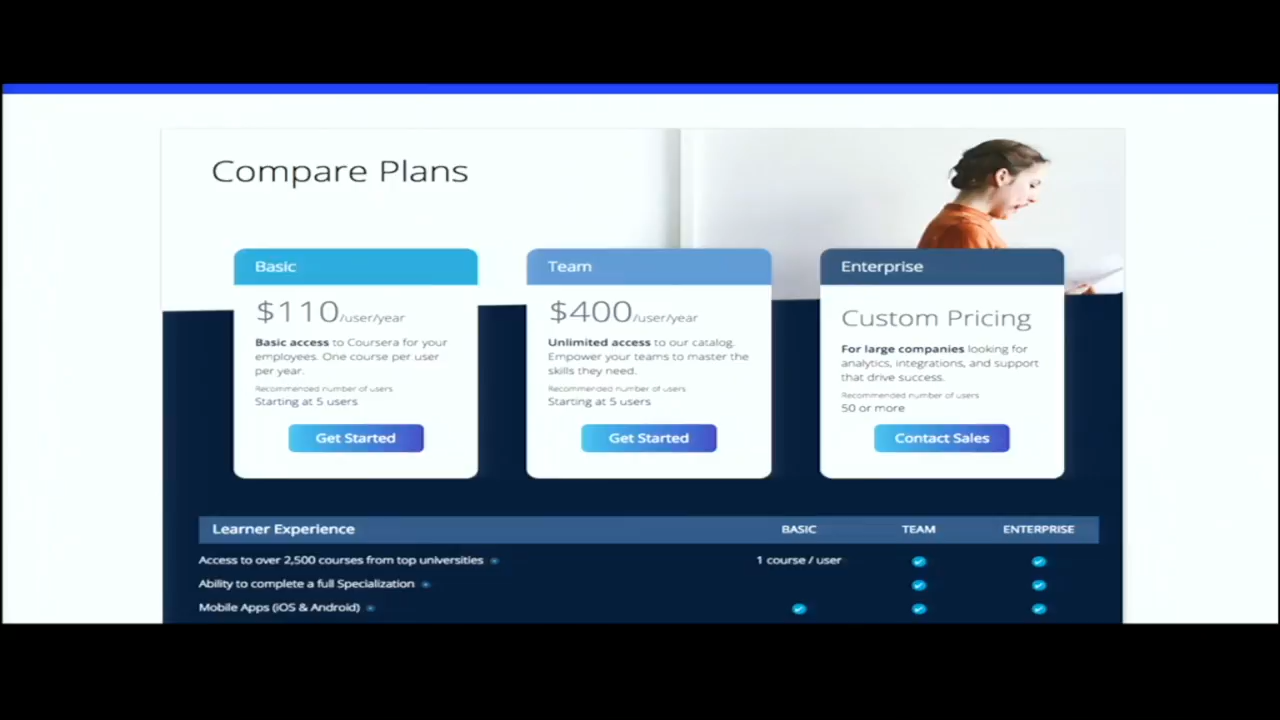 Compare Plans
Basic
$110/user/year
Basic access to Coursera for your
employees. One course per user
per year.
Recommended number of users
Starting at 5 users
Get Started
Team
$400/user/year
Unlimited access to our catalog.
Empower your teams to master the
skills they need.
Recommended number of users
Starting at 5 users
Get Started
Enterprise
Custom Pricing
For large companies looking for
analytics, integrations, and support
that drive success.
Recommended number of users
50 or more
Contact Sales
Learner Experience BASIC TEAM ENTERPRISE
Access to over 2,500 courses from top universities 1 course / user
Ability to complete a full Specialization
Mobile Apps (iOS & Android)